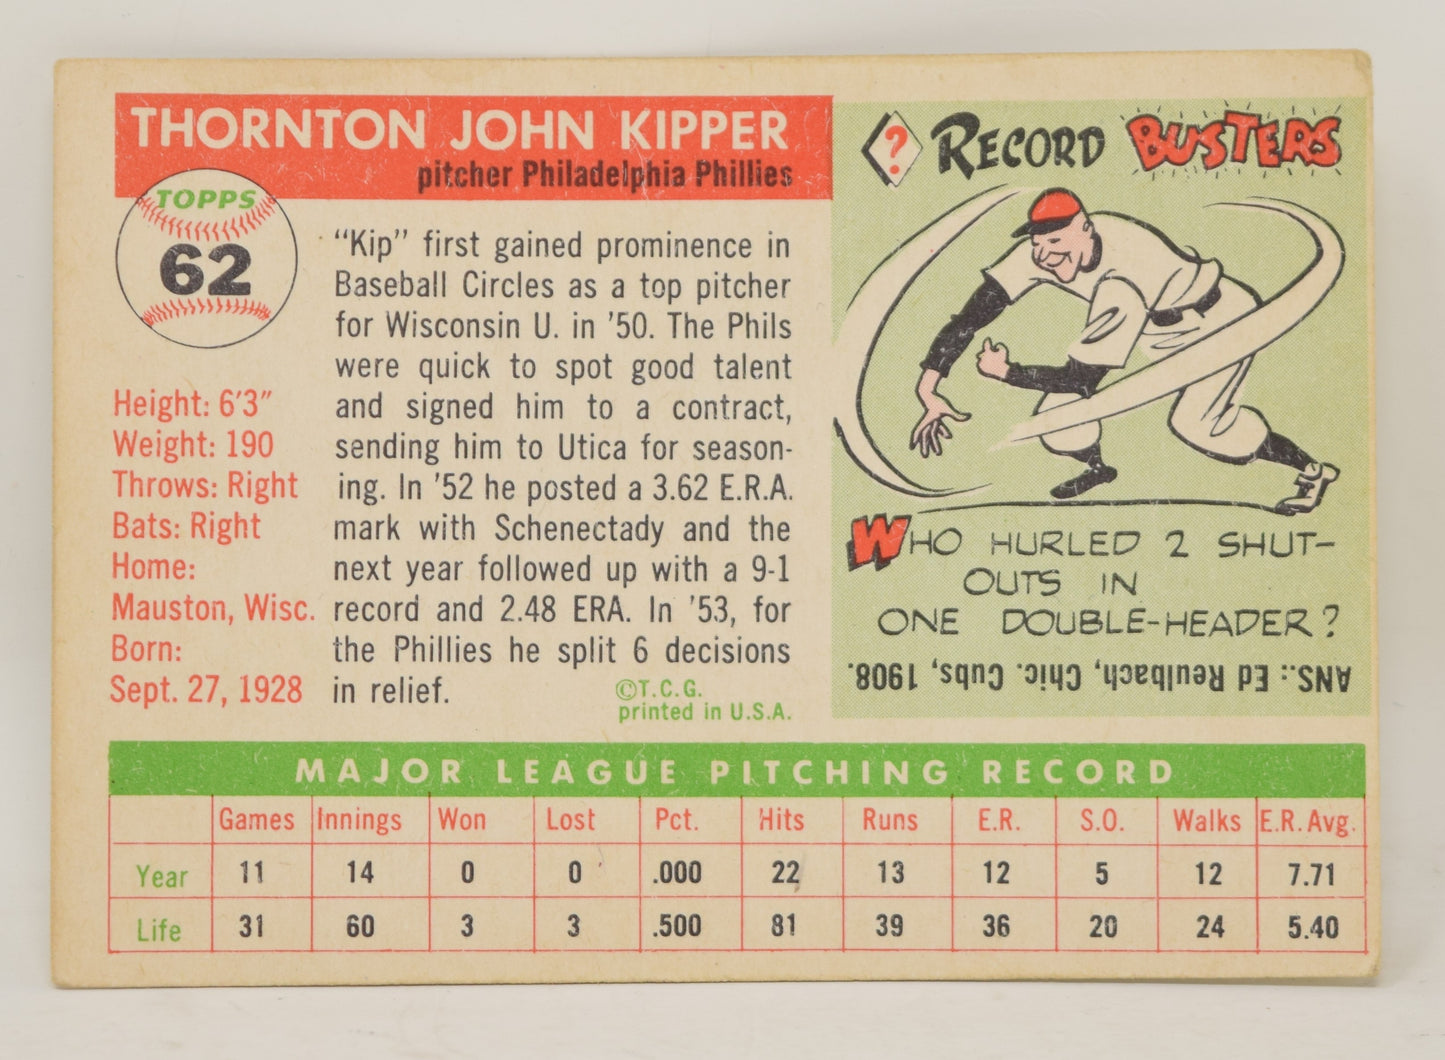 THORNTON JOHN KIPPER
pitcher Philadelphia Phillies
TOPPS
62
Height: 6'3"
Weight: 190
Throws: Right
Bats: Right
Home:
Mauston, Wisc.
Born:
Sept. 27, 1928
"Kip" first gained prominence in
Baseball Circles as a top pitcher
for Wisconsin U. in '50. The Phils
were quick to spot good talent
and signed him to a contract,
sending him to Utica for season-
ing. In '52 he posted a 3.62 E.R.A.
mark with Schenectady and the
next year followed up with a 9-1
record and 2.48 ERA. In '53, for
the Phillies he split 6 decisions
in relief.
©T.C.G.
printed in U.S.A.
? RECORD BUSTERS
WHO HURLED 2 SHUT-
OUTS IN
ONE DOUBLE-HEADER?
ANS.: Ed Reulbach, Chic. Cubs, 1908.
MAJOR LEAGUE PITCHING RECORD
Games Innings Won Lost Pct. Hits Runs E.R. S.O. Walks E.R. Avg.
Year 11 14 0 0 .000 22 13 12 5 12 7.71
Life 31 60 3 3 .500 81 39 36 20 24 5.40